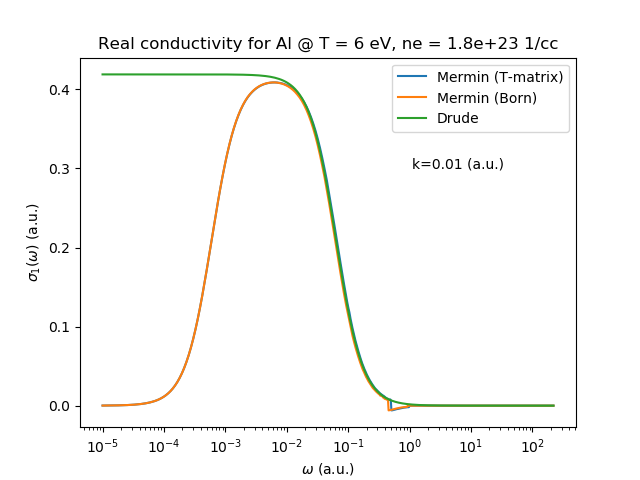 Real conductivity for Al @ T = 6 eV, ne = 1.8e+23 1/cc
Mermin (T-matrix)
Mermin (Born)
Drude
k=0.01 (a.u.)
σ₁(ω) (a.u.)
0.4
0.3
0.2
0.1
0.0
10⁻⁵ 10⁻⁴ 10⁻³ 10⁻² 10⁻¹ 10⁰ 10¹ 10²
ω (a.u.)